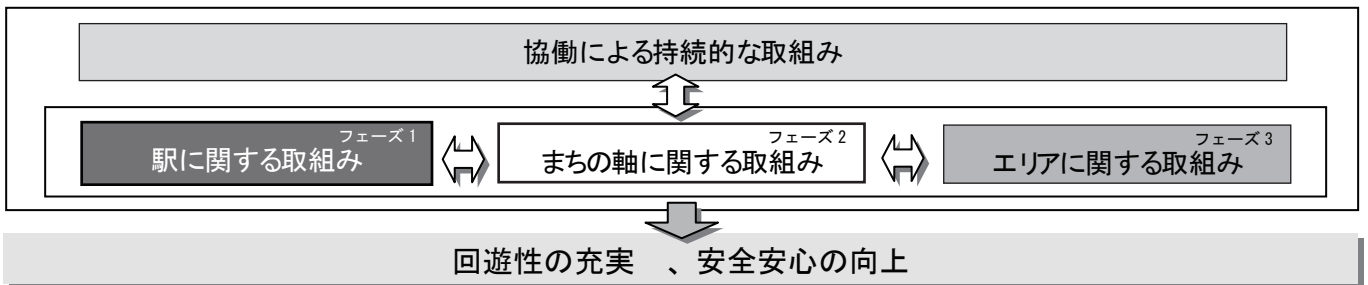 協働による持続的な取組み
フェーズ1
駅に関する取組み
フェーズ2
まちの軸に関する取組み
フェーズ3
エリアに関する取組み
回遊性の充実　、安全安心の向上